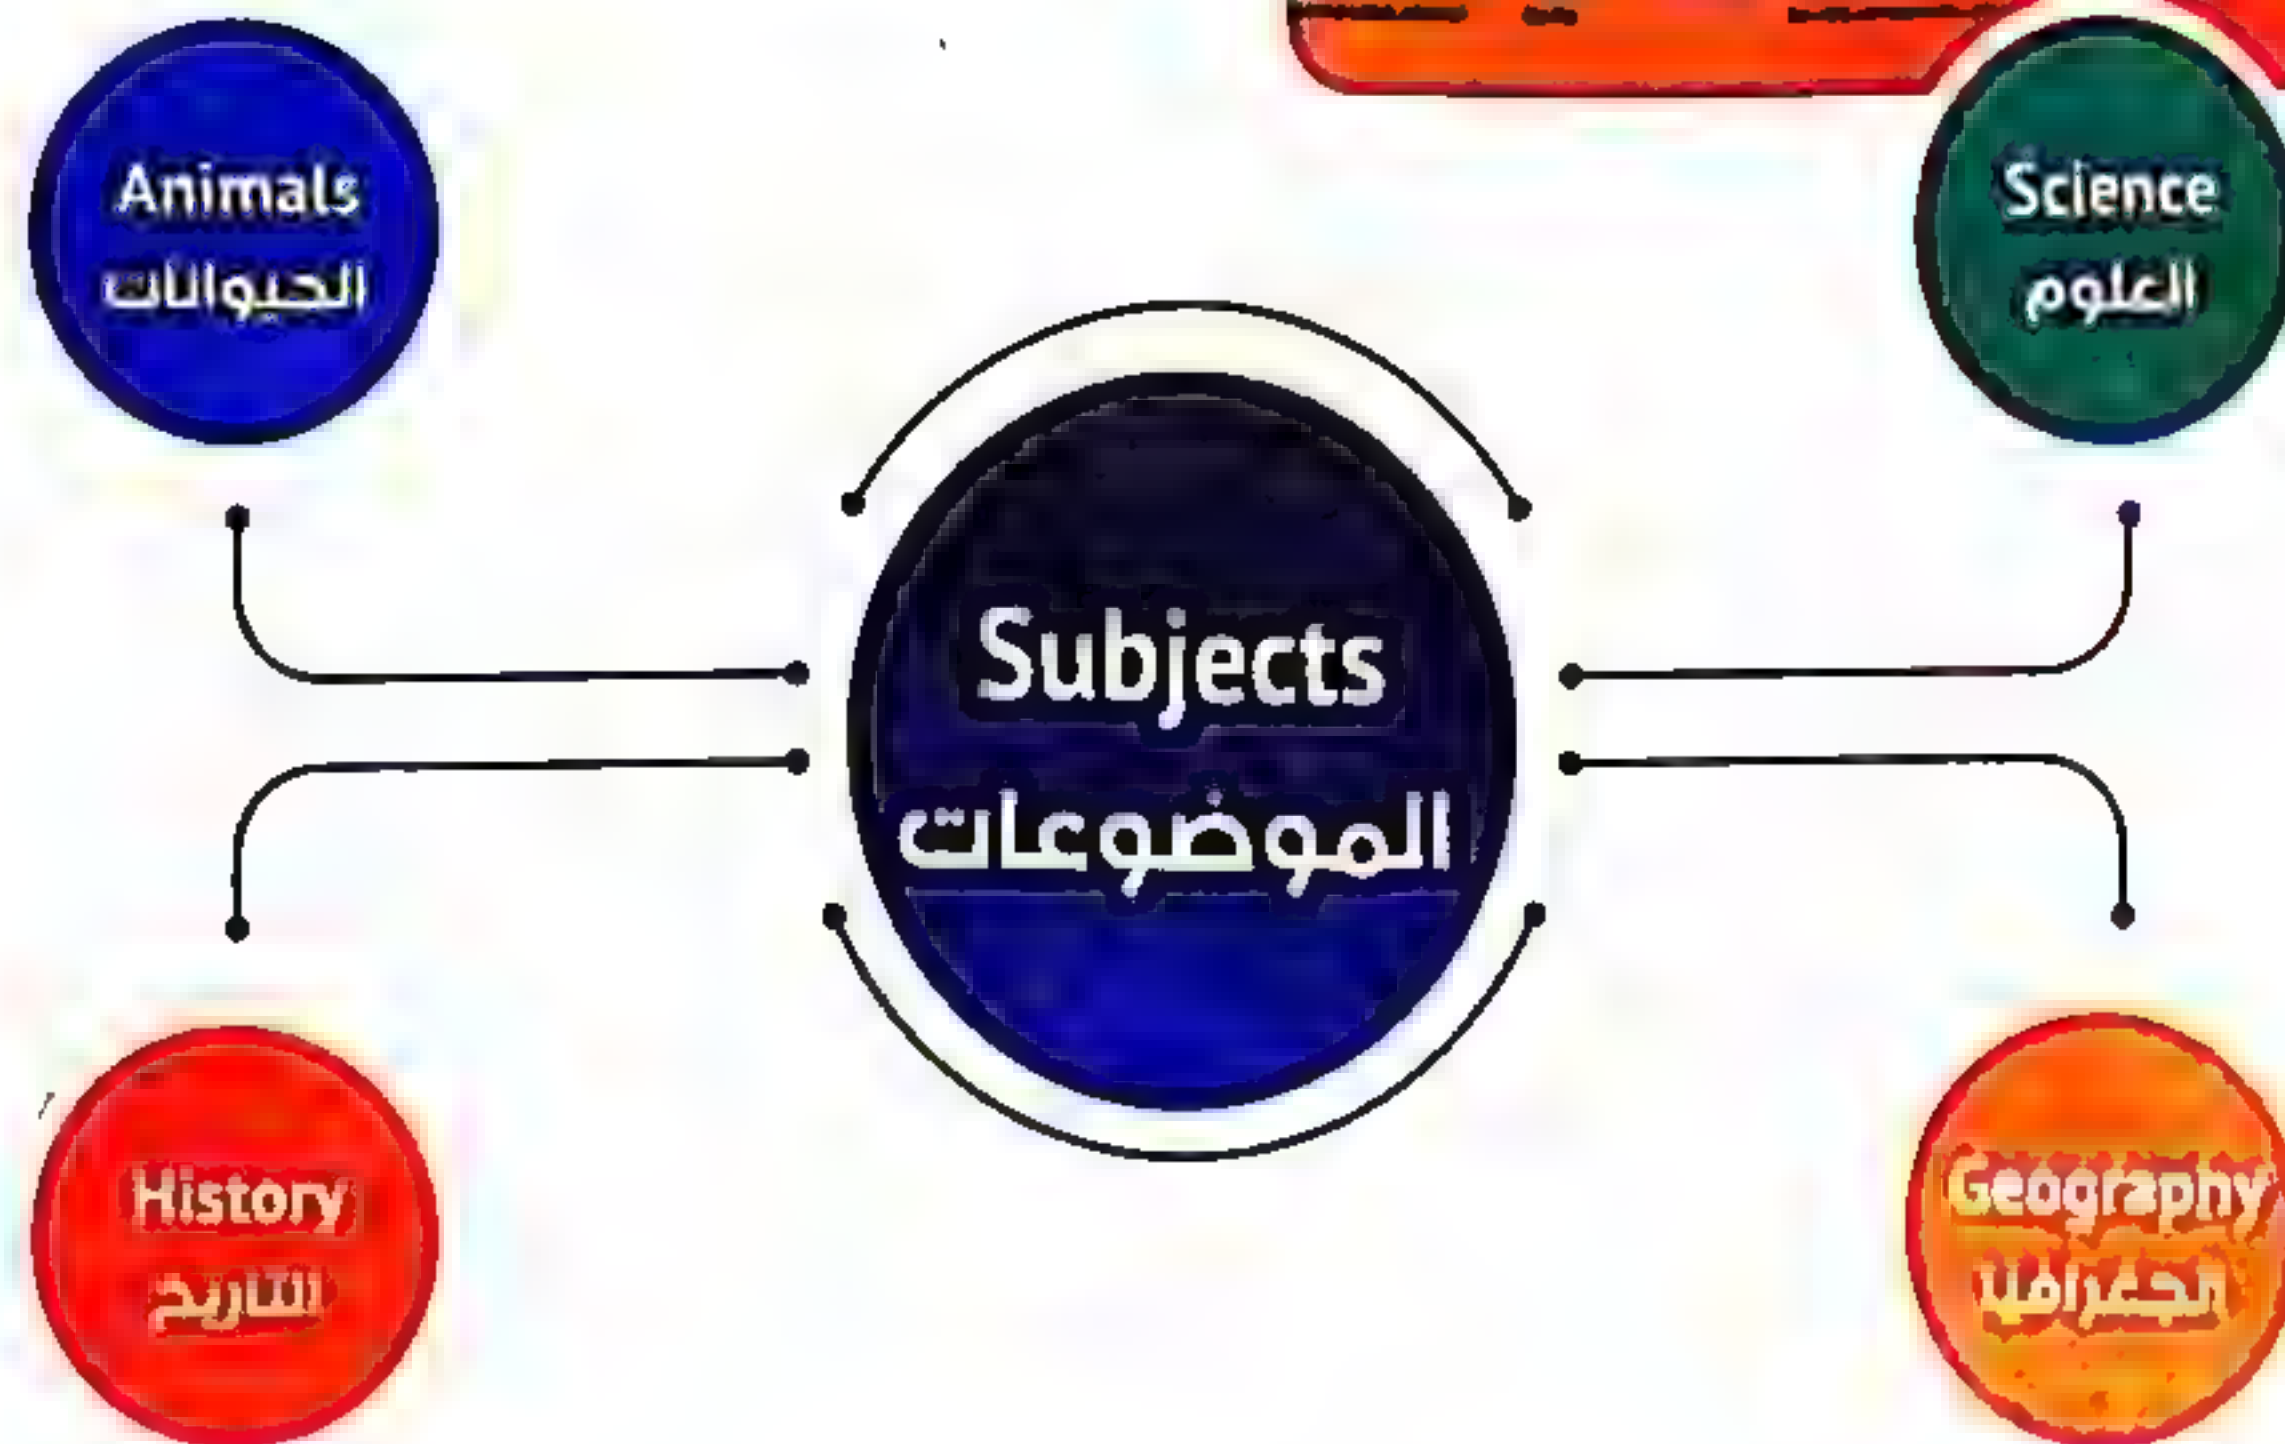 Animals
الحيوانات
Science
العلوم
Subjects
الموضوعات
History
التاريخ
Geography
الجغرافيا